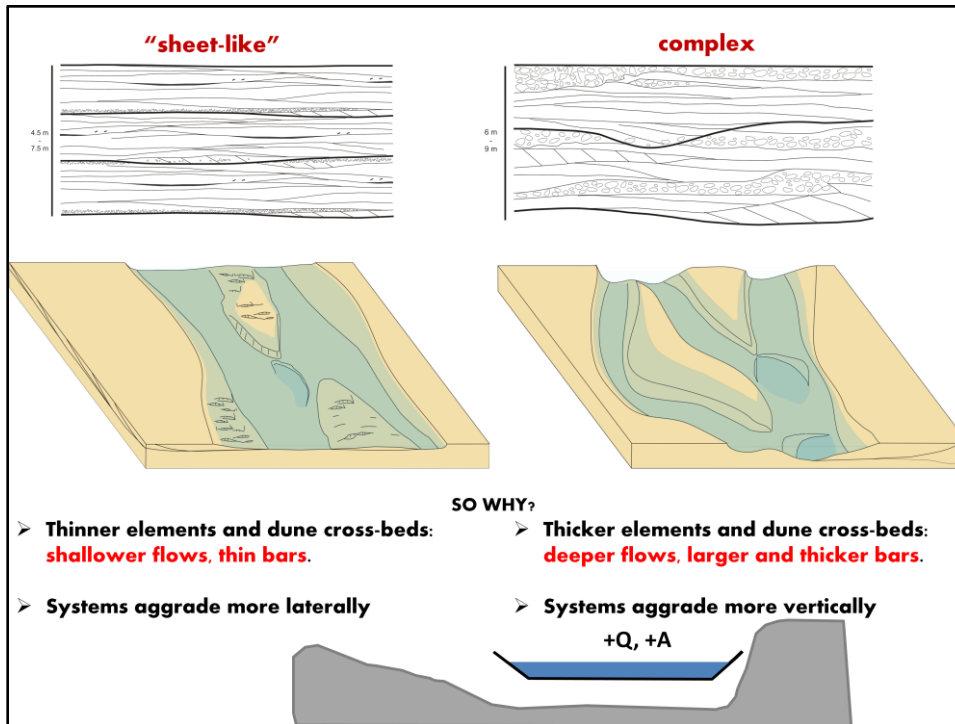 “sheet-like”
complex
4.5 m
-
7.5 m
6 m
-
9 m
SO WHY?
➢ Thinner elements and dune cross-beds:
shallower flows, thin bars.
➢ Systems aggrade more laterally
➢ Thicker elements and dune cross-beds:
deeper flows, larger and thicker bars.
➢ Systems aggrade more vertically
+Q, +A